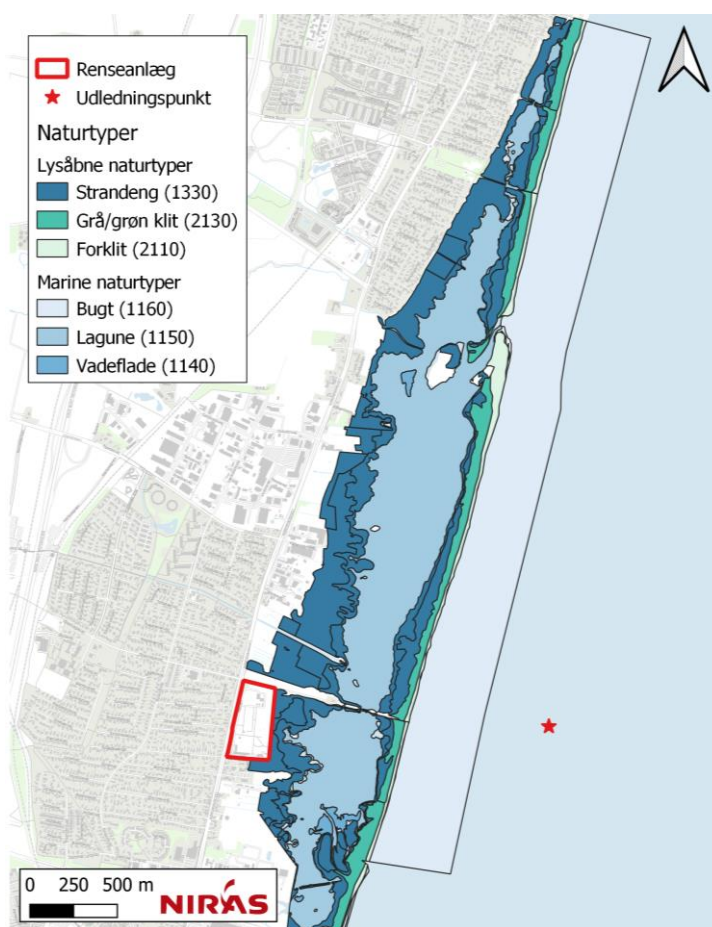 Renseanlæg
Udledningspunkt
Naturtyper
Lysåbne naturtyper
Strandeng (1330)
Grå/grøn klit (2130)
Forklit (2110)
Marine naturtyper
Bugt (1160)
Lagune (1150)
Vadeflade (1140)
0 250 500 m
NIRAS